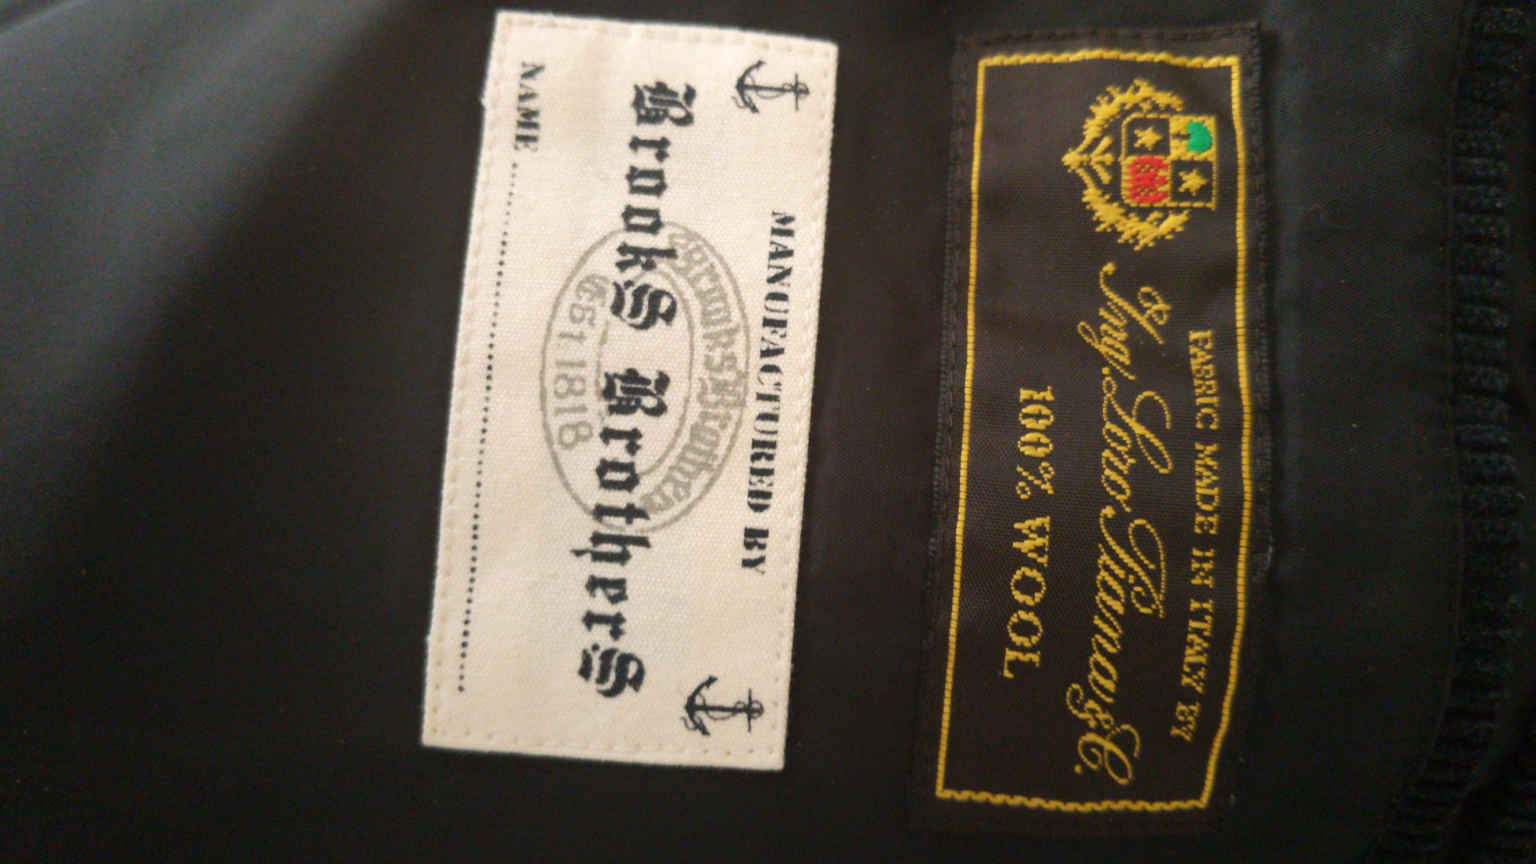 FABRIC MADE IN ITALY BY
Ing. Loro Piana & C.
100% WOOL
MANUFACTURED BY
BrookS BrotherS
BrookS Brothers
EST 1818
NAME